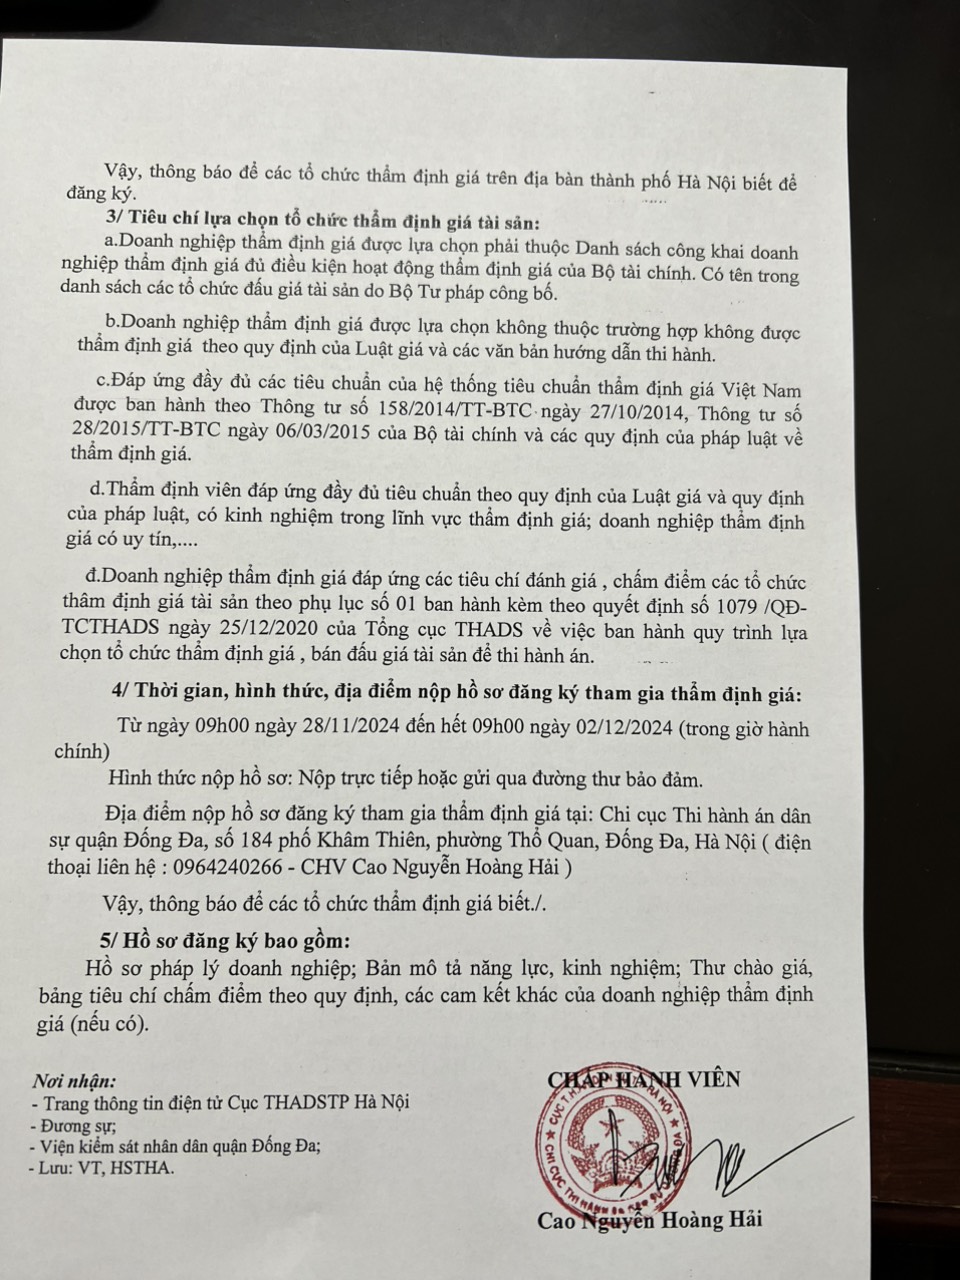 Vậy, thông báo để các tổ chức thẩm định giá trên địa bàn thành phố Hà Nội biết để
đăng ký.
3/ Tiêu chí lựa chọn tổ chức thẩm định giá tài sản:
a.Doanh nghiệp thẩm định giá được lựa chọn phải thuộc Danh sách công khai doanh
nghiệp thẩm định giá đủ điều kiện hoạt động thẩm định giá của Bộ tài chính. Có tên trong
danh sách các tổ chức đấu giá tài sản do Bộ Tư pháp công bố.
b.Doanh nghiệp thẩm định giá được lựa chọn không thuộc trường hợp không được
thẩm định giá theo quy định của Luật giá và các văn bản hướng dẫn thi hành.
c.Đáp ứng đầy đủ các tiêu chuẩn của hệ thống tiêu chuẩn thẩm định giá Việt Nam
được ban hành theo Thông tư số 158/2014/TT-BTC ngày 27/10/2014, Thông tư số
28/2015/TT-BTC ngày 06/03/2015 của Bộ tài chính và các quy định của pháp luật về
thẩm định giá.
d.Thẩm định viên đáp ứng đầy đủ tiêu chuẩn theo quy định của Luật giá và quy định
của pháp luật, có kinh nghiệm trong lĩnh vực thẩm định giá; doanh nghiệp thẩm định
giá có uy tín,....
đ.Doanh nghiệp thẩm định giá đáp ứng các tiêu chí đánh giá , chấm điểm các tổ chức
thâm định giá tài sản theo phụ lục số 01 ban hành kèm theo quyết định số 1079 /QĐ-
TCTHADS ngày 25/12/2020 của Tổng cục THADS về việc ban hành quy trình lựa
chọn tổ chức thẩm định giá , bán đấu giá tài sản để thi hành án.
4/ Thời gian, hình thức, địa điểm nộp hồ sơ đăng ký tham gia thẩm định giá:
Từ ngày 09h00 ngày 28/11/2024 đến hết 09h00 ngày 02/12/2024 (trong giờ hành
chính)
Hình thức nộp hồ sơ: Nộp trực tiếp hoặc gửi qua đường thư bảo đảm.
Địa điểm nộp hồ sơ đăng ký tham gia thẩm định giá tại: Chi cục Thi hành án dân
sự quận Đống Đa, số 184 phố Khâm Thiên, phường Thổ Quan, Đống Đa, Hà Nội ( điện
thoại liên hệ : 0964240266 - CHV Cao Nguyễn Hoàng Hải )
Vậy, thông báo để các tổ chức thẩm định giá biết./.
5/ Hồ sơ đăng ký bao gồm:
Hồ sơ pháp lý doanh nghiệp; Bản mô tả năng lực, kinh nghiệm; Thư chào giá,
bảng tiêu chí chấm điểm theo quy định, các cam kết khác của doanh nghiệp thẩm định
giá (nếu có).
Nơi nhận:
- Trang thông tin điện tử Cục THADSTP Hà Nội
- Đương sự;
- Viện kiểm sát nhân dân quận Đống Đa;
- Lưu: VT, HSTHA.
CHẤP HÀNH VIÊN
Cao Nguyễn Hoàng Hải